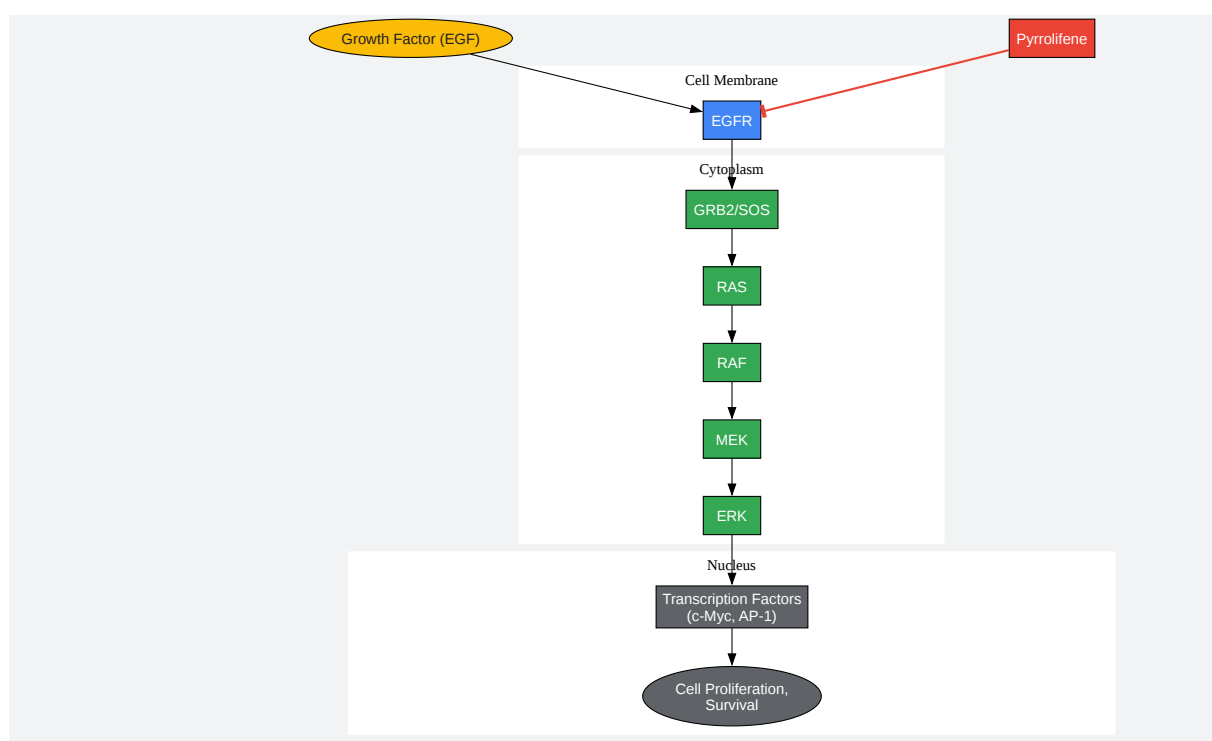 Growth Factor (EGF)
Pyrrolifene
Cell Membrane
EGFR
Cytoplasm
GRB2/SOS
RAS
RAF
MEK
ERK
Nucleus
Transcription Factors
(c-Myc, AP-1)
Cell Proliferation,
Survival